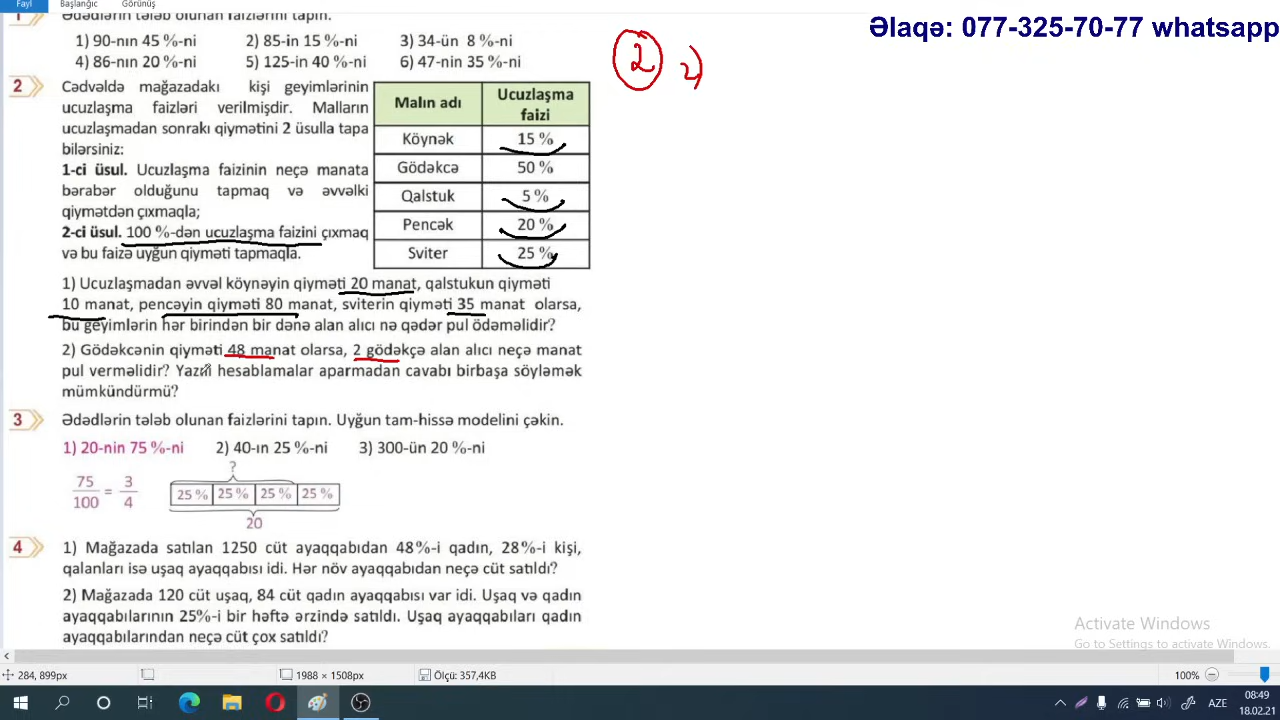 Fayl Başlanğıc Görünüş
Əlaqə: 077-325-70-77 whatsapp
1 Ədədlərin tələb olunan faizlərini tapın.
1) 90-nın 45 %-ni 2) 85-in 15 %-ni 3) 34-ün 8 %-ni
4) 86-nın 20 %-ni 5) 125-in 40 %-ni 6) 47-nin 35 %-ni
2 2)
2 Cədvəldə mağazadakı kişi geyimlərinin
ucuzlaşma faizləri verilmişdir. Malların
ucuzlaşmadan sonrakı qiymətini 2 üsulla tapa
bilərsiniz:
1-ci üsul. Ucuzlaşma faizinin neçə manata
bərabər olduğunu tapmaq və əvvəlki
qiymətdən çıxmaqla;
2-ci üsul. 100 %-dən ucuzlaşma faizini çıxmaq
və bu faizə uyğun qiyməti tapmaqla.
Malın adı Ucuzlaşma faizi
Köynək 15 %
Gödəkcə 50 %
Qalstuk 5 %
Pencək 20 %
Sviter 25 %
1) Ucuzlaşmadan əvvəl köynəyin qiyməti 20 manat, qalstukun qiyməti
10 manat, pencəyin qiyməti 80 manat, sviterin qiyməti 35 manat olarsa,
bu geyimlərin hər birindən bir dənə alan alıcı nə qədər pul ödəməlidir?
2) Gödəkcənin qiyməti 48 manat olarsa, 2 gödəkçə alan alıcı neçə manat
pul verməlidir? Yazılı hesablamalar aparmadan cavabı birbaşa söyləmək
mümkündürmü?
3 Ədədlərin tələb olunan faizlərini tapın. Uyğun tam-hissə modelini çəkin.
1) 20-nin 75 %-ni 2) 40-ın 25 %-ni 3) 300-ün 20 %-ni
?
75/100 = 3/4 25 % 25 % 25 % 25 %
20
4 1) Mağazada satılan 1250 cüt ayaqqabıdan 48%-i qadın, 28%-i kişi,
qalanları isə uşaq ayaqqabısı idi. Hər növ ayaqqabıdan neçə cüt satıldı?
2) Mağazada 120 cüt uşaq, 84 cüt qadın ayaqqabısı var idi. Uşaq və qadın
ayaqqabılarının 25%-i bir həftə ərzində satıldı. Uşaq ayaqqabıları qadın
ayaqqabılarından neçə cüt çox satıldı?
Activate Windows
Go to Settings to activate Windows.
284, 899px 1988 × 1508px Ölçü: 357,4KB 100%
AZE 08:49
18.02.21